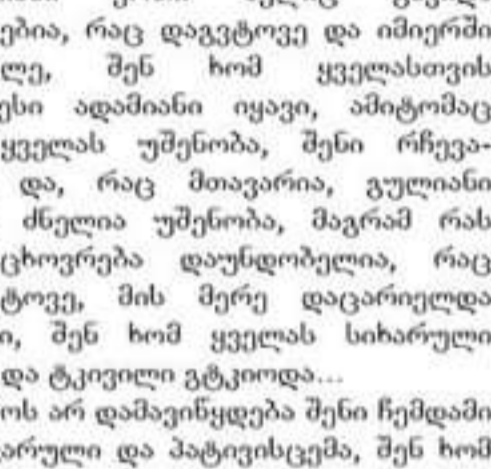 ებია, რაც დაგვტოვე და იმიერში
ლე, შენ ხომ ყველასთვის
ესი ადამიანი იყავი, ამიტომაც
ყველას უშენობა, შენი რჩევა-
და, რაც მთავარია, გულიანი
ძნელია უშენობა, მაგრამ რას
ცხოვრება დაუნდობელია, რაც
ტოვე, მის მერე დაცარიელდა
ი, შენ ხომ ყველას სიხარული
და ტკივილი გტკიოდა...
ოს არ დამავიწყდება შენი ჩემდამი
არული და პატივისცემა, შენ ხომ